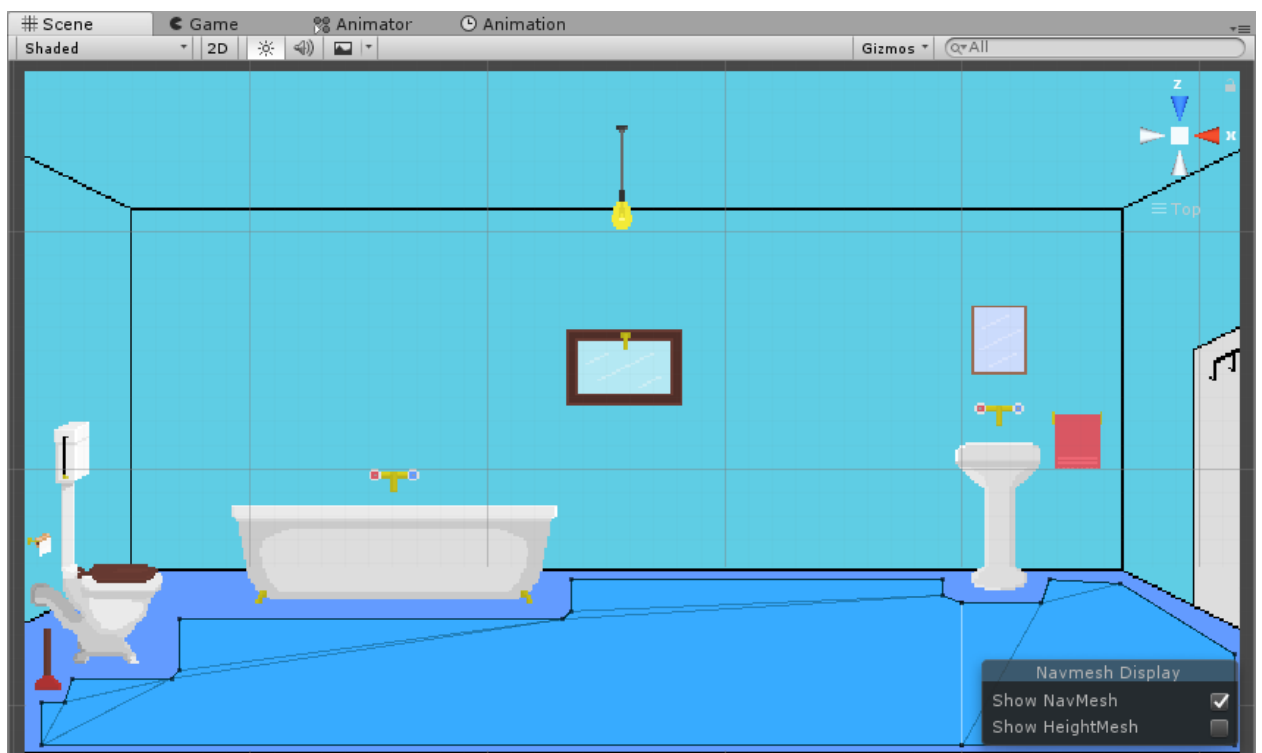 Scene Game Animator Animation
Shaded 2D Gizmos All
z
x
Top
Navmesh Display
Show NavMesh
Show HeightMesh